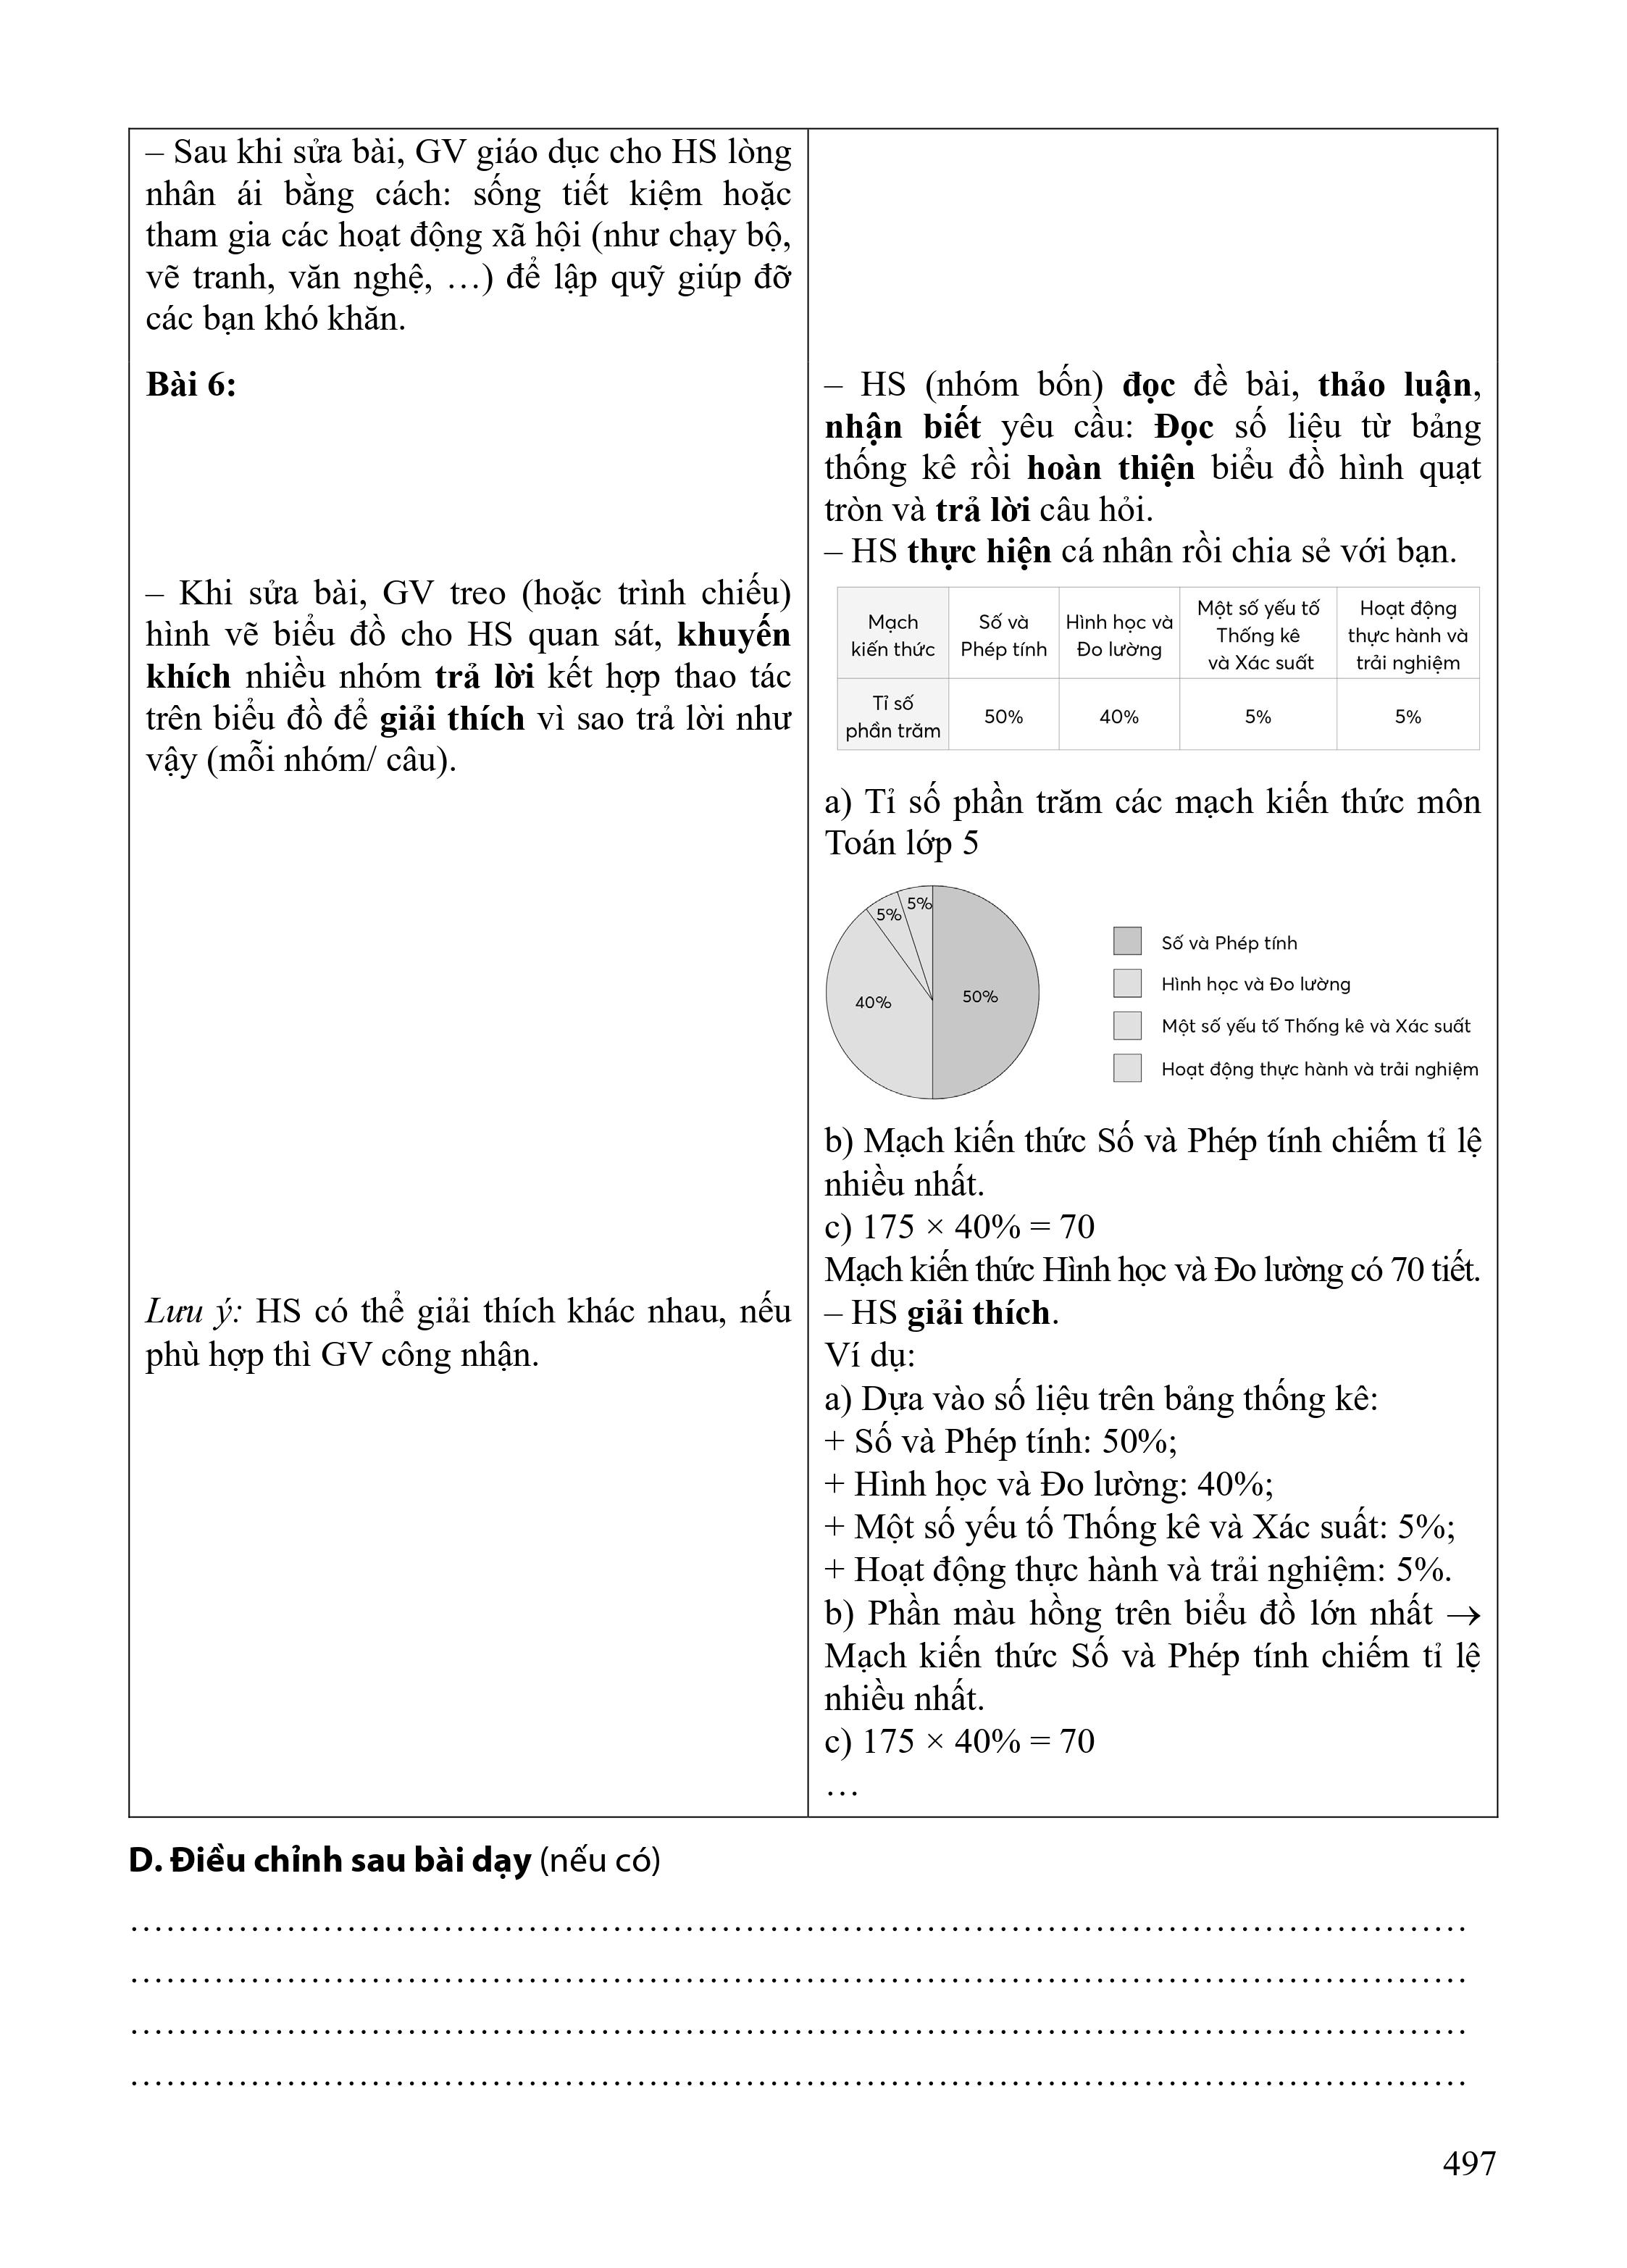 – Sau khi sửa bài, GV giáo dục cho HS lòng
nhân ái bằng cách: sống tiết kiệm hoặc
tham gia các hoạt động xã hội (như chạy bộ,
vẽ tranh, văn nghệ, …) để lập quỹ giúp đỡ
các bạn khó khăn.
Bài 6:
– Khi sửa bài, GV treo (hoặc trình chiếu)
hình vẽ biểu đồ cho HS quan sát, khuyến
khích nhiều nhóm trả lời kết hợp thao tác
trên biểu đồ để giải thích vì sao trả lời như
vậy (mỗi nhóm/ câu).
Lưu ý: HS có thể giải thích khác nhau, nếu
phù hợp thì GV công nhận.
– HS (nhóm bốn) đọc đề bài, thảo luận,
nhận biết yêu cầu: Đọc số liệu từ bảng
thống kê rồi hoàn thiện biểu đồ hình quạt
tròn và trả lời câu hỏi.
– HS thực hiện cá nhân rồi chia sẻ với bạn.
Mạch
kiến thức
Số và
Phép tính
Hình học và
Đo lường
Một số yếu tố
Thống kê
và Xác suất
Hoạt động
thực hành và
trải nghiệm
Tỉ số
phần trăm
50%
40%
5%
5%
a) Tỉ số phần trăm các mạch kiến thức môn
Toán lớp 5
5%
5%
40%
50%
Số và Phép tính
Hình học và Đo lường
Một số yếu tố Thống kê và Xác suất
Hoạt động thực hành và trải nghiệm
b) Mạch kiến thức Số và Phép tính chiếm tỉ lệ
nhiều nhất.
c) 175 × 40% = 70
Mạch kiến thức Hình học và Đo lường có 70 tiết.
– HS giải thích.
Ví dụ:
a) Dựa vào số liệu trên bảng thống kê:
+ Số và Phép tính: 50%;
+ Hình học và Đo lường: 40%;
+ Một số yếu tố Thống kê và Xác suất: 5%;
+ Hoạt động thực hành và trải nghiệm: 5%.
b) Phần màu hồng trên biểu đồ lớn nhất →
Mạch kiến thức Số và Phép tính chiếm tỉ lệ
nhiều nhất.
c) 175 × 40% = 70
…
D. Điều chỉnh sau bài dạy (nếu có)
497